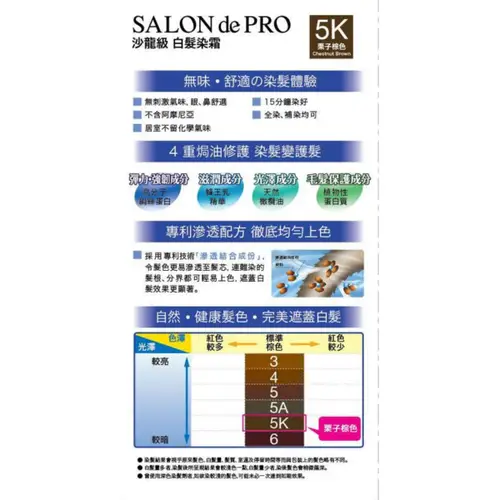 SALON de PRO
沙龍級 白髮染霜
5K
栗子棕色
Chestnut Brown
無味・舒適の染髮體驗
無刺激氣味、眼、鼻舒適
15分鐘染好
不含阿摩尼亞
全染、補染均可
居室不留化學氣味
4 重焗油修護 染髮變護髮
彈力‧強韌成分
滋潤成分
光澤成分
毛髮保護成分
蜂王乳
精華
天然
橄欖油
植物性
蛋白質
專利滲透配方 徹底均勻上色
採用專利技術「滲透結合成份」,
令髮色更易滲透至髮芯, 連難染的
髮根、分界都可輕易上色, 遮蓋白
髮效果更顯著。
自然・健康髮色・完美遮蓋白髮
色澤
光澤
紅色
較多
標準
棕色
紅色
較少
較亮
3
4
5
5A
5K
栗子棕色
6
較暗